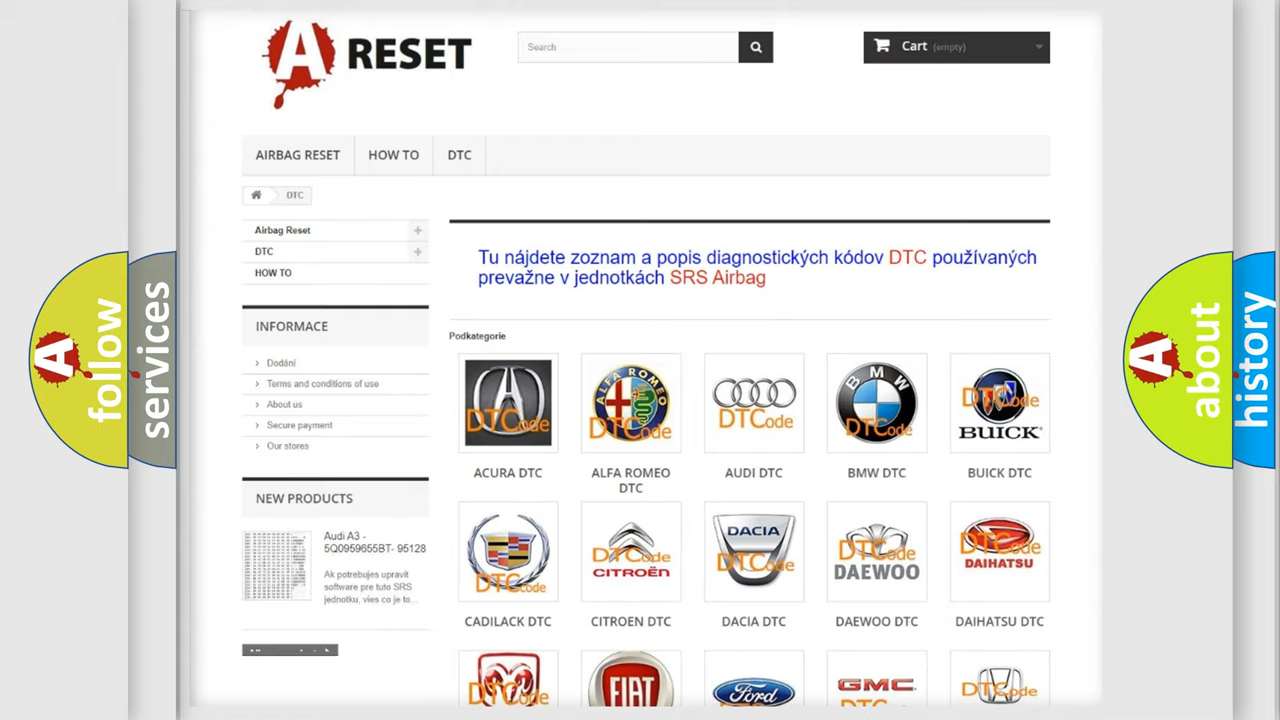 A RESET
Search
Cart (empty)
AIRBAG RESET
HOW TO
DTC
DTC
Airbag Reset
DTC
HOW TO
Tu nájdete zoznam a popis diagnostických kódov DTC používaných
prevažne v jednotkách SRS Airbag
INFORMACE
Dodání
Terms and conditions of use
About us
Secure payment
Our stores
Podkategorie
DTCode
ALFA ROMEO
DTCode
DTCode
BMW
DTCode
DTCode
BUICK
ACURA DTC
ALFA ROMEO
DTC
AUDI DTC
BMW DTC
BUICK DTC
NEW PRODUCTS
Audi A3 -
5Q0959655BT- 95128
Ak potrebujes upravit
software pre tuto SRS
jednotku, vies co je to...
DTCode
DTCode
CITROËN
DACIA
DTCode
DTCode
DAEWOO
DTCode
DAIHATSU
CADILACK DTC
CITROEN DTC
DACIA DTC
DAEWOO DTC
DAIHATSU DTC
DTCode
FIAT
Ford
GMC
DTCode
A follow
services
A about
history